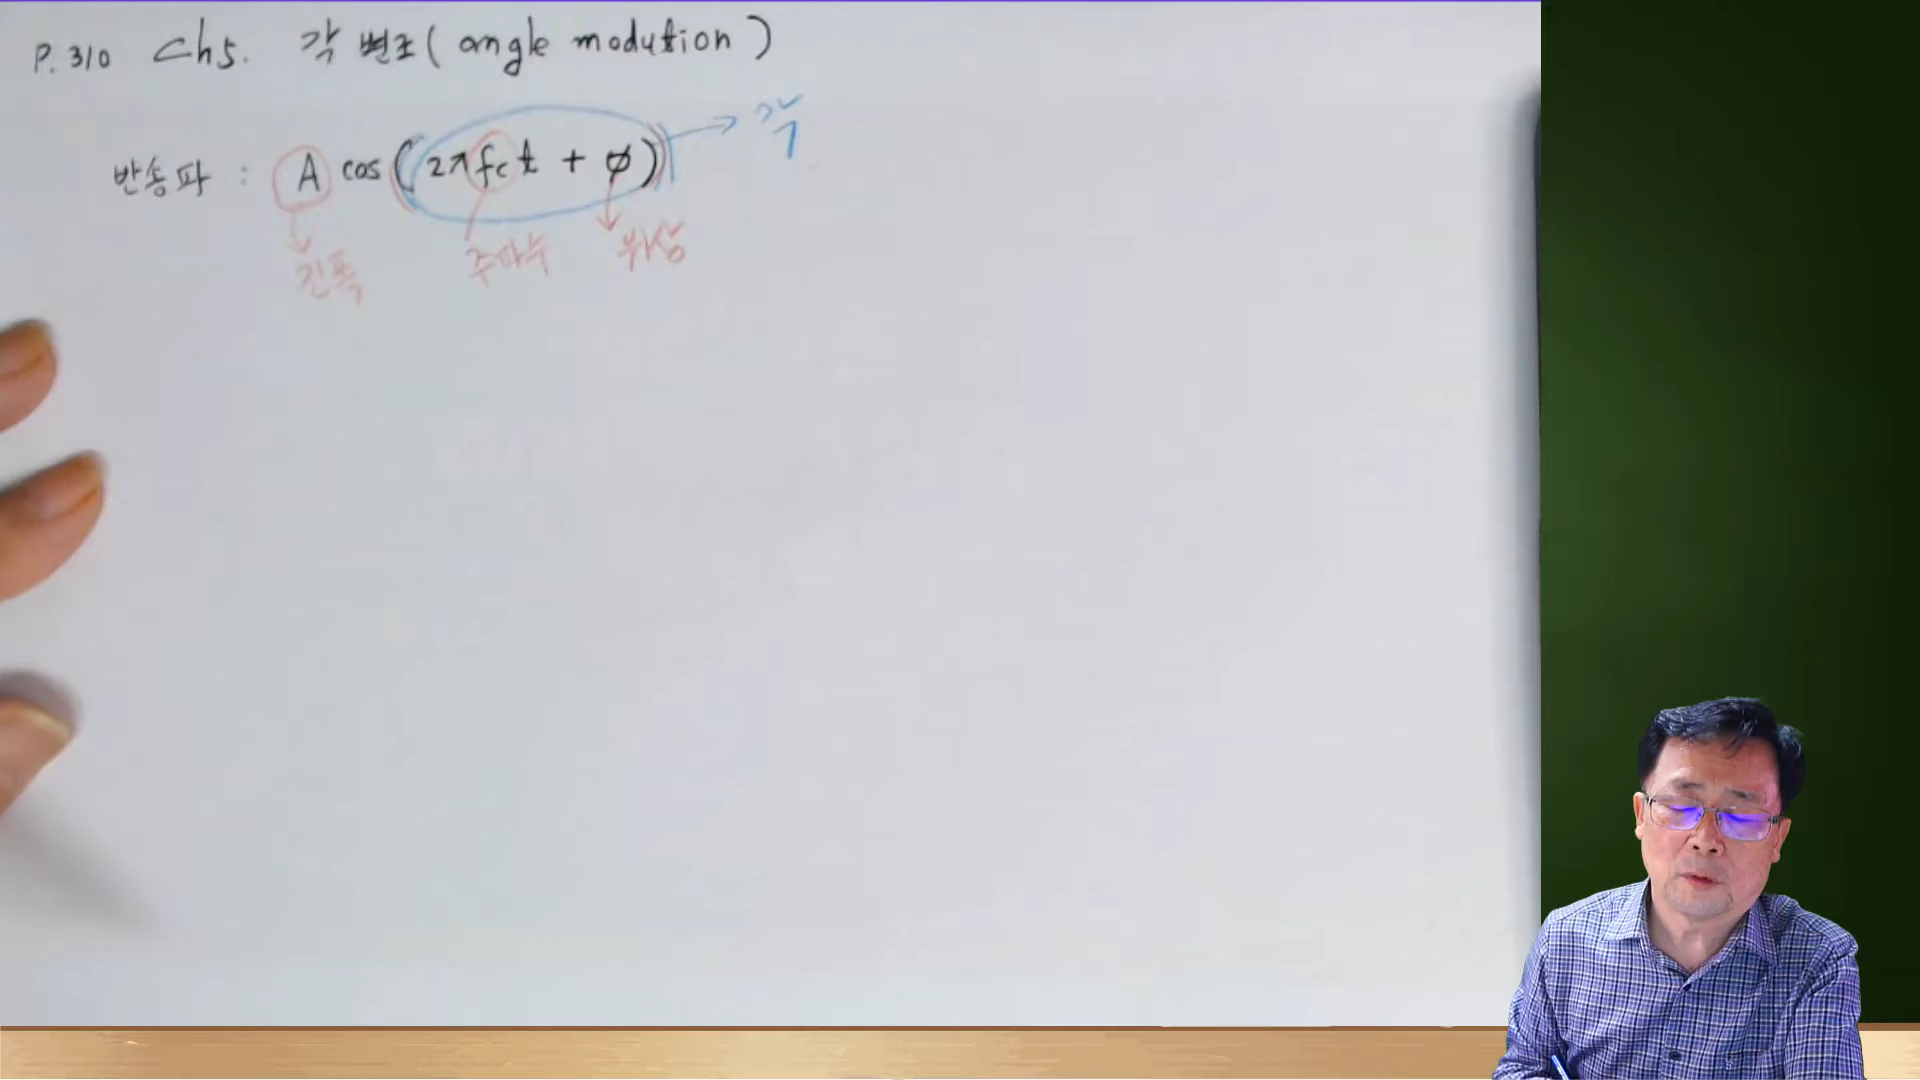 P. 310 Ch5. 각 변조 ( angle modution )
반송파 : A cos ( 2π fc t + φ ) → 각
진폭 주파수 위상